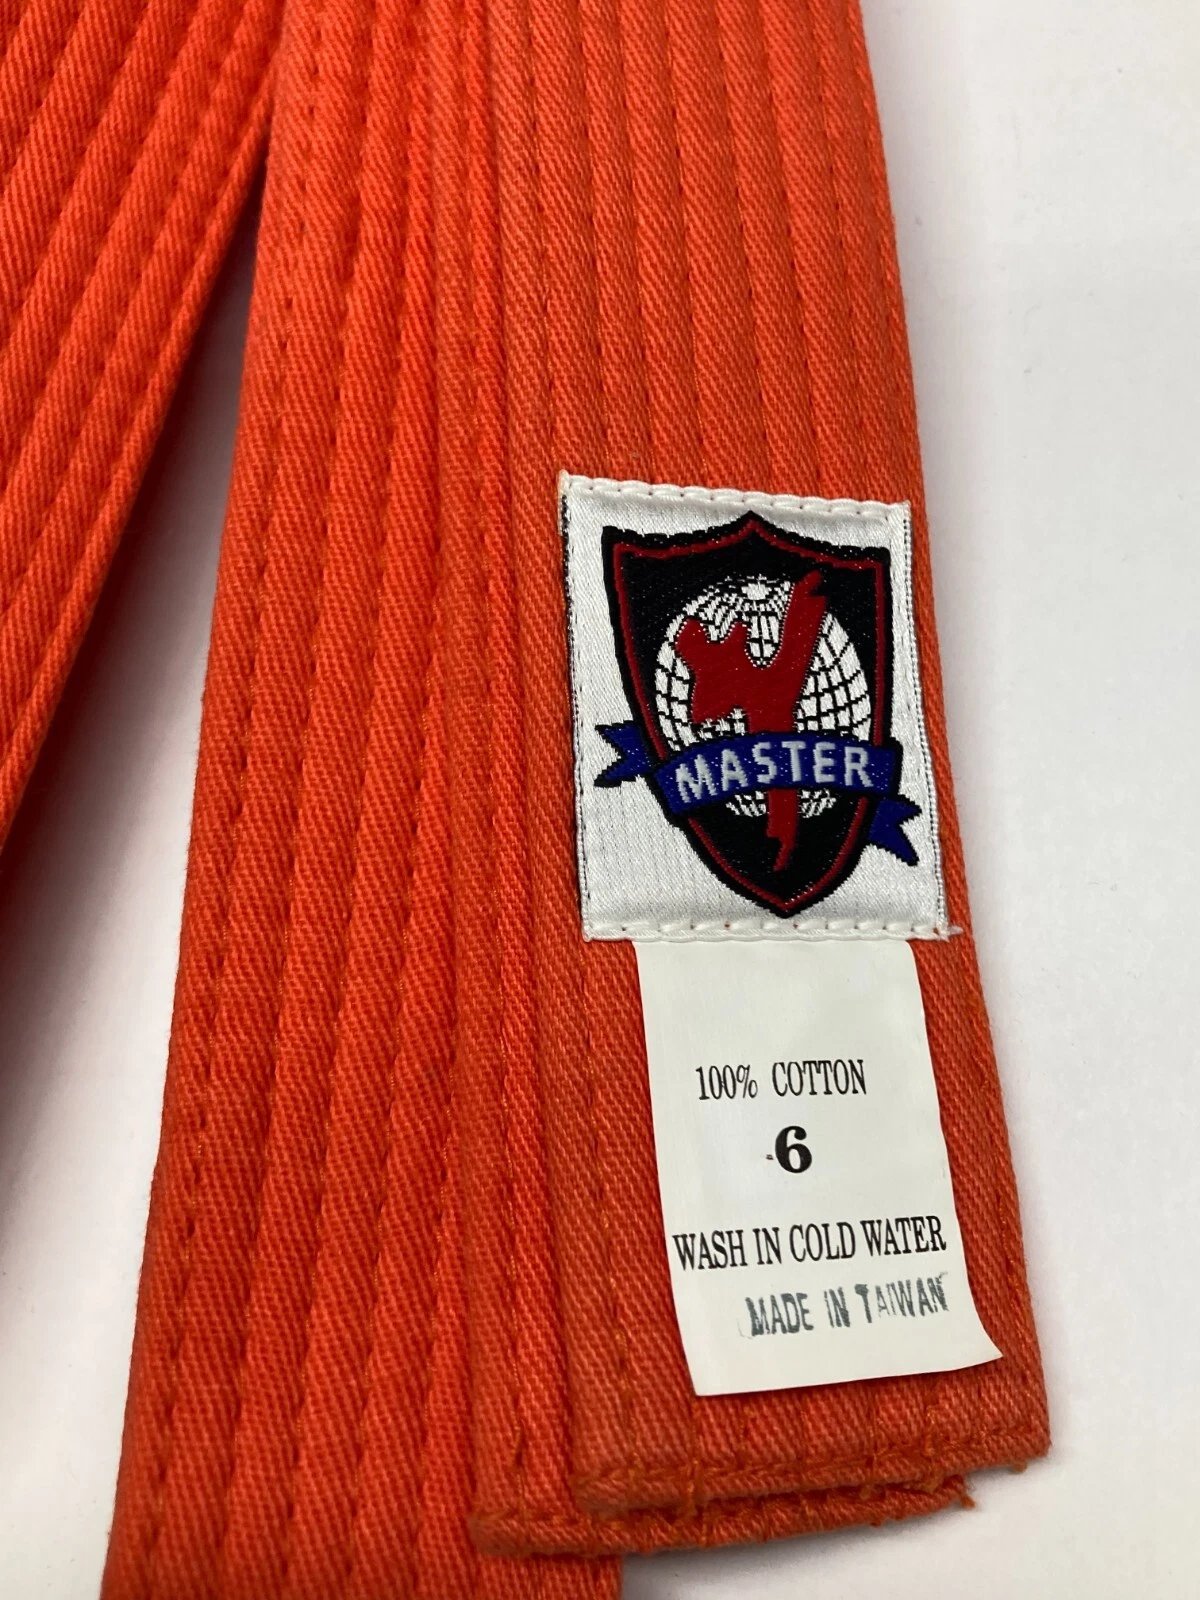 MASTER
100% COTTON
6
WASH IN COLD WATER
MADE IN TAIWAN